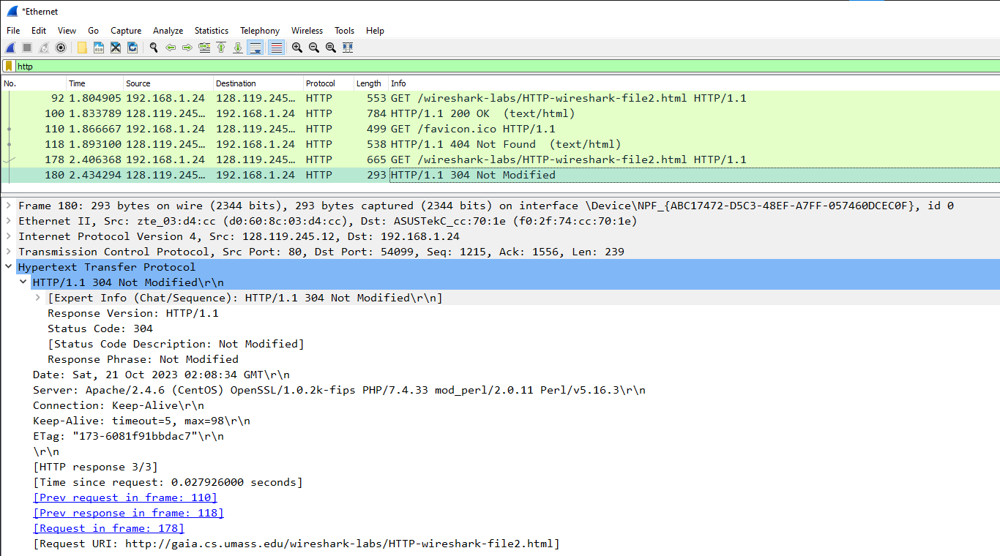 *Ethernet
File Edit View Go Capture Analyze Statistics Telephony Wireless Tools Help
http
No. Time Source Destination Protocol Length Info
92 1.804905 192.168.1.24 128.119.245… HTTP 553 GET /wireshark-labs/HTTP-wireshark-file2.html HTTP/1.1
100 1.833789 128.119.245… 192.168.1.24 HTTP 784 HTTP/1.1 200 OK  (text/html)
110 1.866667 192.168.1.24 128.119.245… HTTP 499 GET /favicon.ico HTTP/1.1
118 1.893100 128.119.245… 192.168.1.24 HTTP 538 HTTP/1.1 404 Not Found  (text/html)
178 2.406368 192.168.1.24 128.119.245… HTTP 665 GET /wireshark-labs/HTTP-wireshark-file2.html HTTP/1.1
180 2.434294 128.119.245… 192.168.1.24 HTTP 293 HTTP/1.1 304 Not Modified
Frame 180: 293 bytes on wire (2344 bits), 293 bytes captured (2344 bits) on interface \Device\NPF_{ABC17472-D5C3-48EF-A7FF-057460DCEC0F}, id 0
Ethernet II, Src: zte_03:d4:cc (d0:60:8c:03:d4:cc), Dst: ASUSTekC_cc:70:1e (f0:2f:74:cc:70:1e)
Internet Protocol Version 4, Src: 128.119.245.12, Dst: 192.168.1.24
Transmission Control Protocol, Src Port: 80, Dst Port: 54099, Seq: 1215, Ack: 1556, Len: 239
Hypertext Transfer Protocol
HTTP/1.1 304 Not Modified\r\n
[Expert Info (Chat/Sequence): HTTP/1.1 304 Not Modified\r\n]
Response Version: HTTP/1.1
Status Code: 304
[Status Code Description: Not Modified]
Response Phrase: Not Modified
Date: Sat, 21 Oct 2023 02:08:34 GMT\r\n
Server: Apache/2.4.6 (CentOS) OpenSSL/1.0.2k-fips PHP/7.4.33 mod_perl/2.0.11 Perl/v5.16.3\r\n
Connection: Keep-Alive\r\n
Keep-Alive: timeout=5, max=98\r\n
ETag: "173-6081f91bbdac7"\r\n
\r\n
[HTTP response 3/3]
[Time since request: 0.027926000 seconds]
[Prev request in frame: 110]
[Prev response in frame: 118]
[Request in frame: 178]
[Request URI: http://gaia.cs.umass.edu/wireshark-labs/HTTP-wireshark-file2.html]